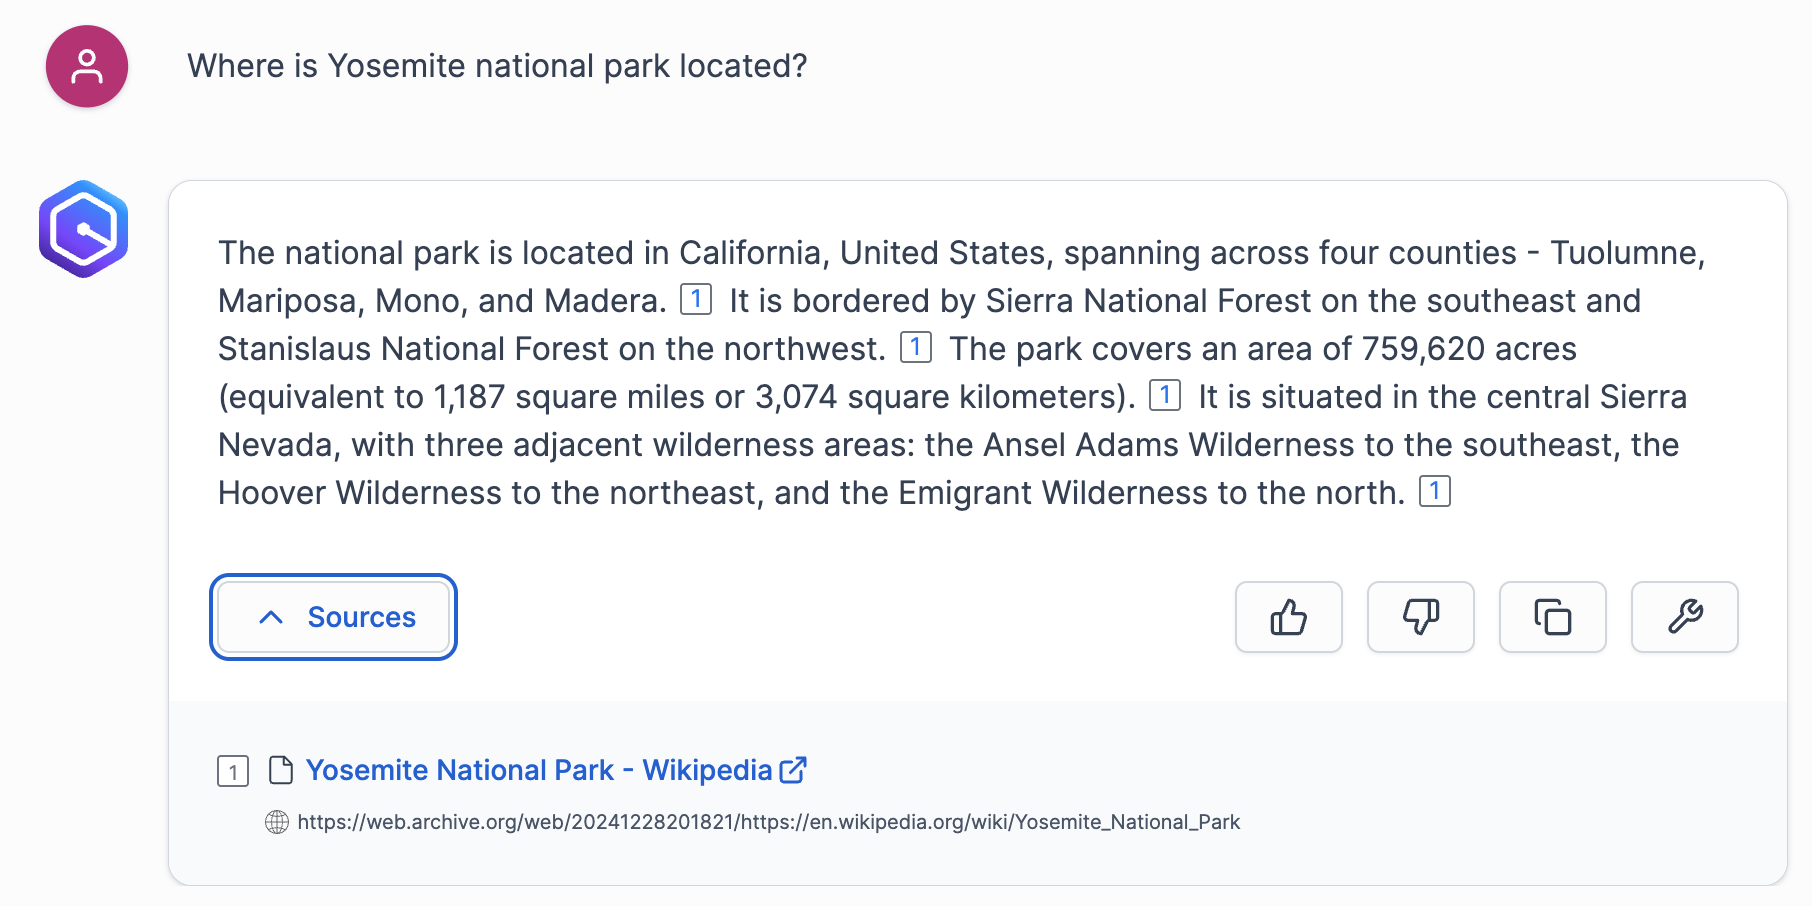 Where is Yosemite national park located?
The national park is located in California, United States, spanning across four counties - Tuolumne,
Mariposa, Mono, and Madera. 1 It is bordered by Sierra National Forest on the southeast and
Stanislaus National Forest on the northwest. 1 The park covers an area of 759,620 acres
(equivalent to 1,187 square miles or 3,074 square kilometers). 1 It is situated in the central Sierra
Nevada, with three adjacent wilderness areas: the Ansel Adams Wilderness to the southeast, the
Hoover Wilderness to the northeast, and the Emigrant Wilderness to the north. 1
Sources
1 Yosemite National Park - Wikipedia
https://web.archive.org/web/20241228201821/https://en.wikipedia.org/wiki/Yosemite_National_Park